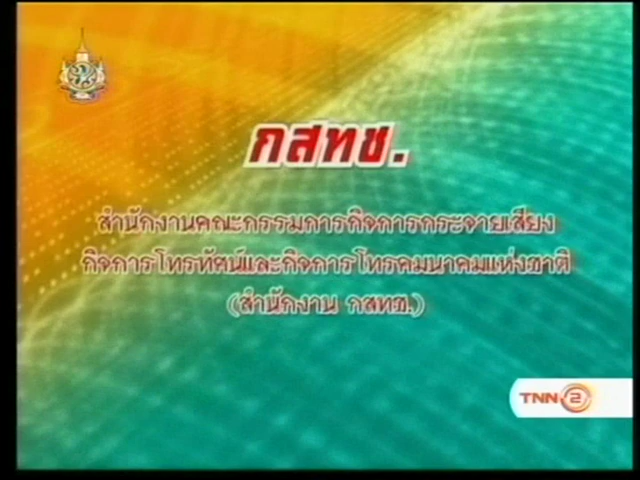 กสทช.
สำนักงานคณะกรรมการกิจการกระจายเสียง
กิจการโทรทัศน์และกิจการโทรคมนาคมแห่งชาติ
(สำนักงาน กสทช.)
TNN 2